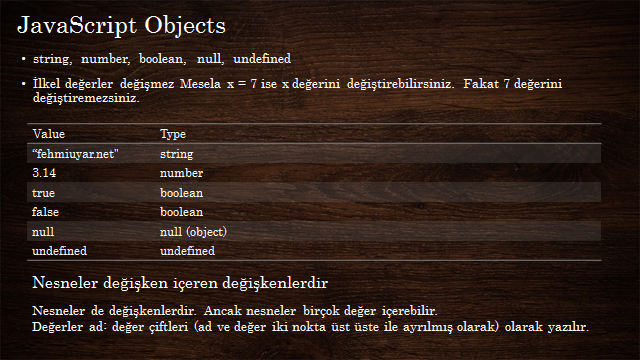 JavaScript Objects
• string, number, boolean, null, undefined
• İlkel değerler değişmez Mesela x = 7 ise x değerini değiştirebilirsiniz. Fakat 7 değerini
değiştiremezsiniz.
Value Type
“fehmiuyar.net" string
3.14 number
true boolean
false boolean
null null (object)
undefined undefined
Nesneler değişken içeren değişkenlerdir
Nesneler de değişkenlerdir. Ancak nesneler birçok değer içerebilir.
Değerler ad: değer çiftleri (ad ve değer iki nokta üst üste ile ayrılmış olarak) olarak yazılır.